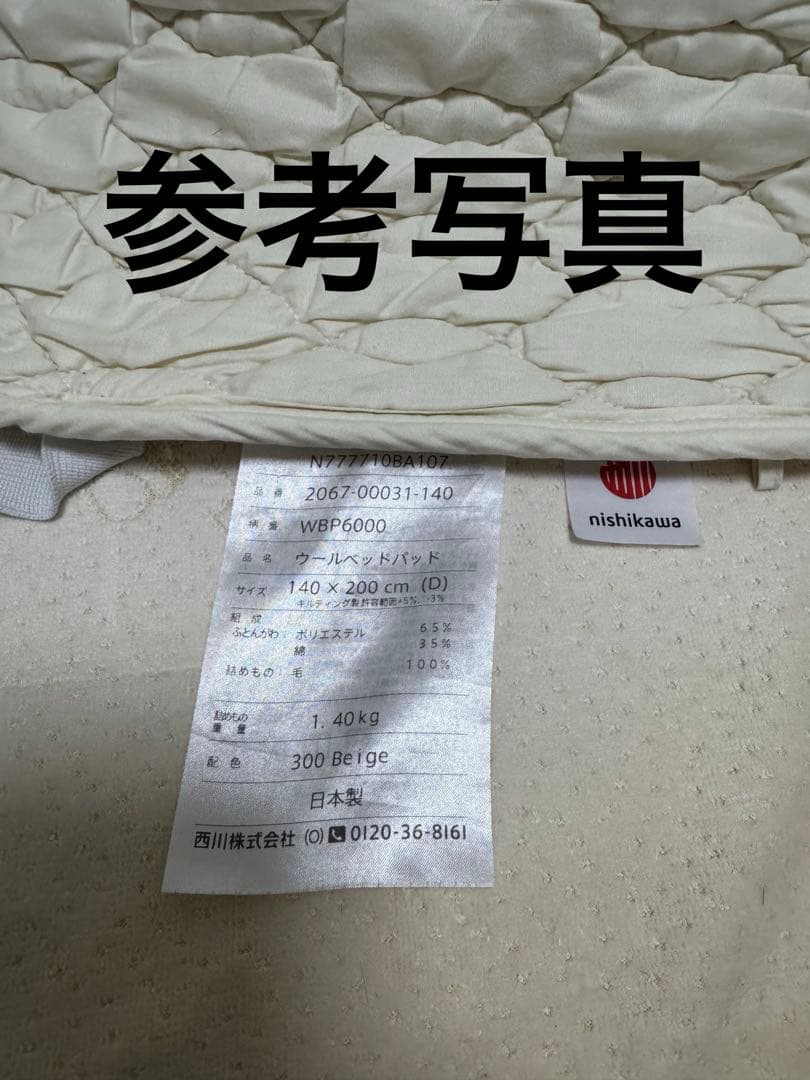 参考写真
N777710BA107
品番 2067-00031-140
柄番 WBP6000
品名 ウールベッドパッド
サイズ 140 × 200 cm (D)
キルティング製 許容範囲+5%, -3%
組成
ふとんがわ: ポリエステル 65%
綿 35%
詰めもの: 毛 100%
詰めもの
重量 1.40kg
配色 300 Beige
日本製
西川株式会社 (O) 0120-36-8161
nishikawa